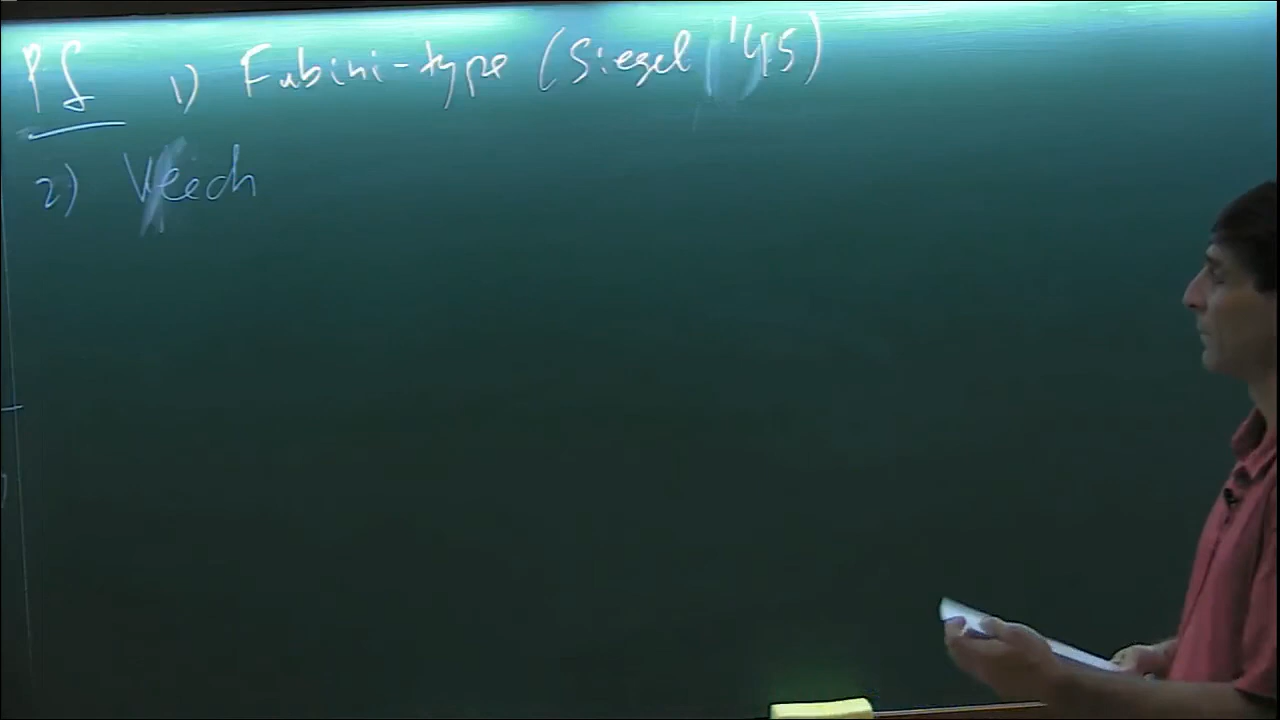 Pf 1) Fubini-type (Siegel '45)
2) Veech